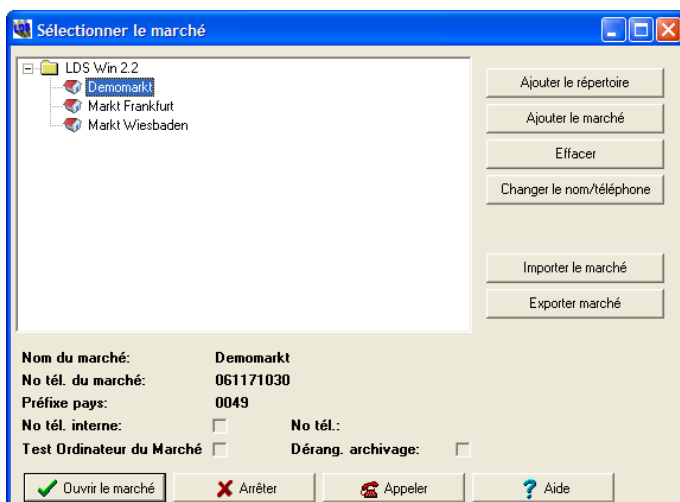 LDS Sélectionner le marché
LDS Win 2.2
Demomarkt
Markt Frankfurt
Markt Wiesbaden
Ajouter le répertoire
Ajouter le marché
Effacer
Changer le nom/téléphone
Importer le marché
Exporter marché
Nom du marché: Demomarkt
No tél. du marché: 061171030
Préfixe pays: 0049
No tél. interne: No tél.:
Test Ordinateur du Marché Dérang. archivage:
Ouvrir le marché Arrêter Appeler Aide